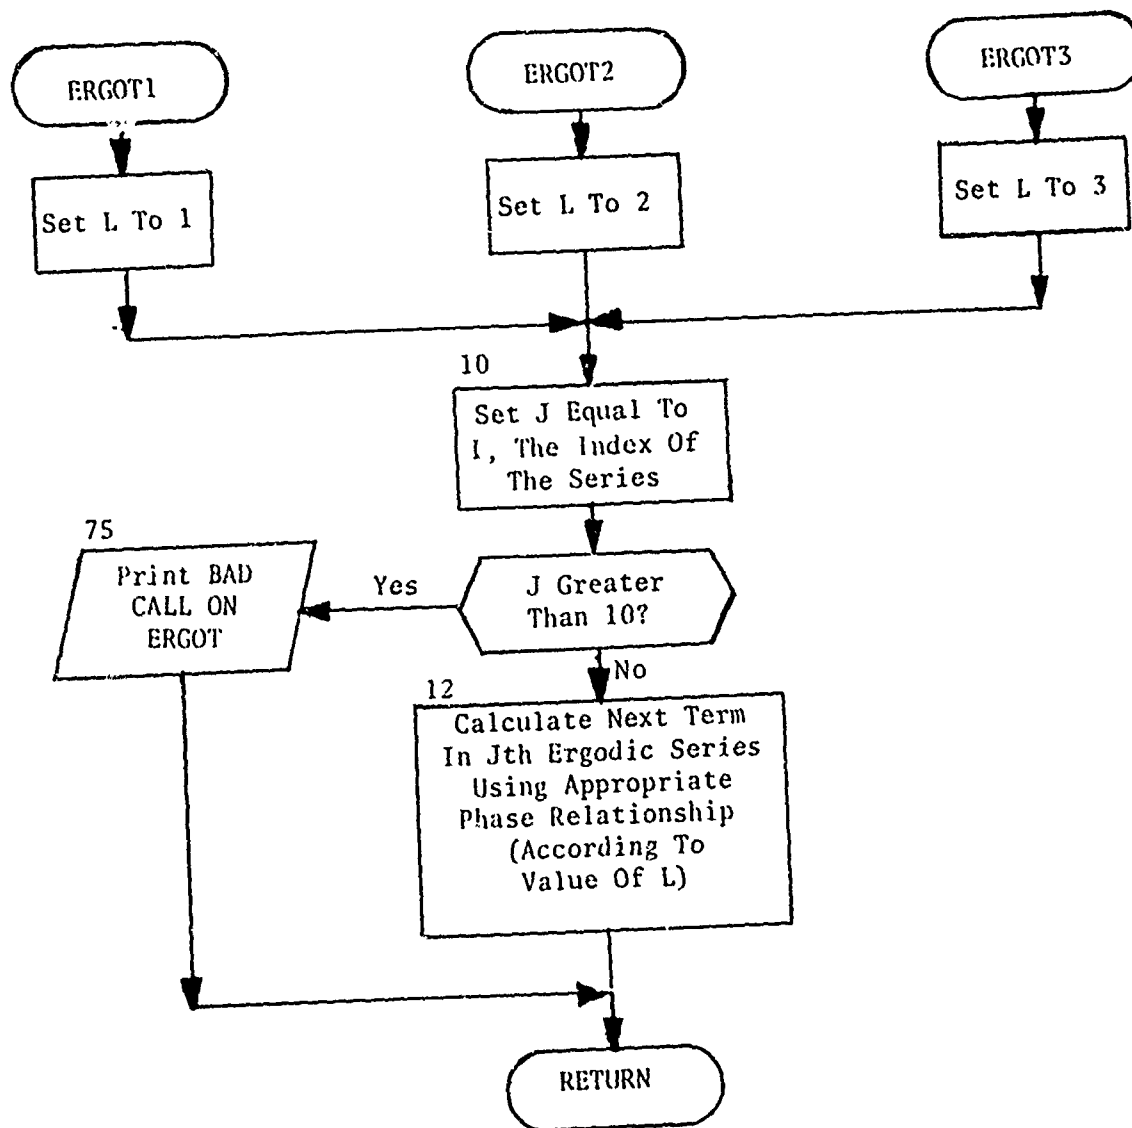 ERGOT1
ERGOT2
ERGOT3
Set L To 1
Set L To 2
Set L To 3
10
Set J Equal To
I, The Index Of
The Series
75
Print BAD
CALL ON
ERGOT
Yes
J Greater
Than 10?
No
12
Calculate Next Term
In Jth Ergodic Series
Using Appropriate
Phase Relationship
(According To
Value Of L)
RETURN